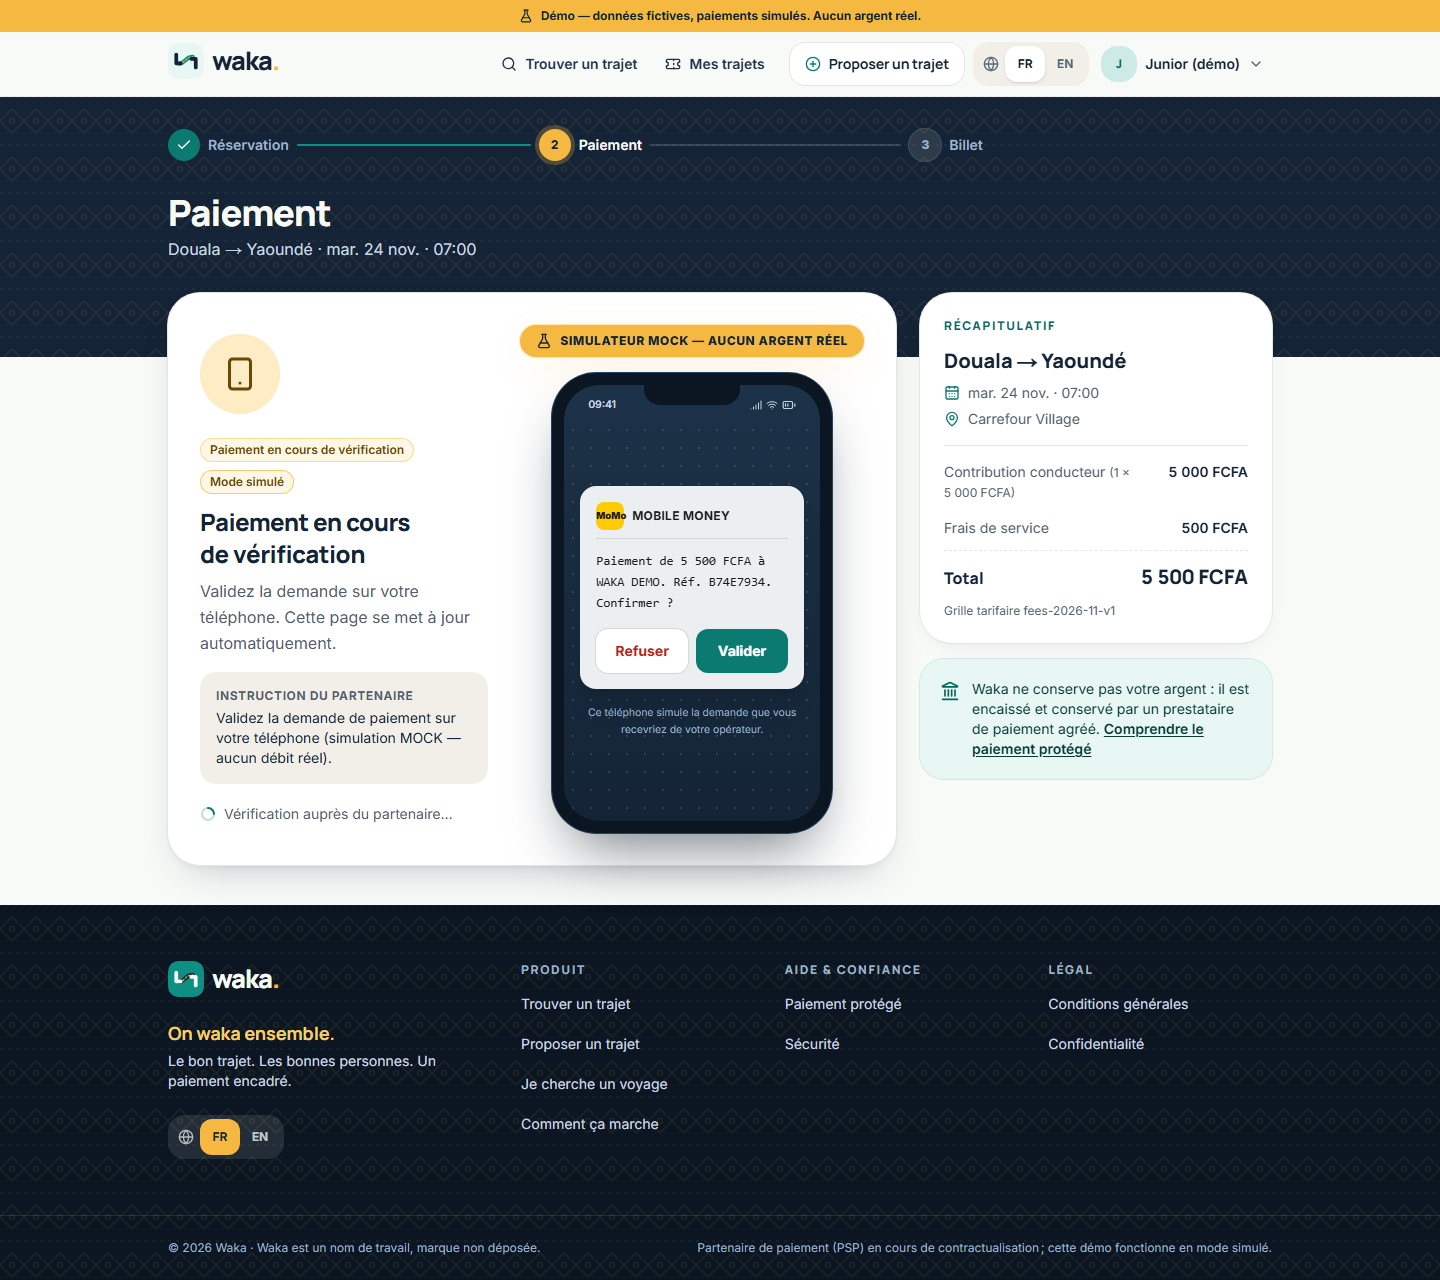 Démo — données fictives, paiements simulés. Aucun argent réel.
waka.
Trouver un trajet
Mes trajets
Proposer un trajet
FR
EN
J
Junior (démo)
Réservation
2
Paiement
3
Billet
Paiement
Douala → Yaoundé · mar. 24 nov. · 07:00
Paiement en cours de vérification
Mode simulé
Paiement en cours
de vérification
Validez la demande sur votre
téléphone. Cette page se met à jour
automatiquement.
INSTRUCTION DU PARTENAIRE
Validez la demande de paiement sur
votre téléphone (simulation MOCK —
aucun débit réel).
Vérification auprès du partenaire...
SIMULATEUR MOCK — AUCUN ARGENT RÉEL
09:41
MoMo
MOBILE MONEY
Paiement de 5 500 FCFA à
WAKA DEMO. Réf. B74E7934.
Confirmer ?
Refuser
Valider
Ce téléphone simule la demande que vous
recevriez de votre opérateur.
RÉCAPITULATIF
Douala → Yaoundé
mar. 24 nov. · 07:00
Carrefour Village
Contribution conducteur (1 × 5 000 FCFA)
5 000 FCFA
Frais de service
500 FCFA
Total
5 500 FCFA
Grille tarifaire fees-2026-11-v1
Waka ne conserve pas votre argent : il est
encaissé et conservé par un prestataire
de paiement agréé. Comprendre le
paiement protégé
waka.
On waka ensemble.
Le bon trajet. Les bonnes personnes. Un
paiement encadré.
FR
EN
PRODUIT
Trouver un trajet
Proposer un trajet
Je cherche un voyage
Comment ça marche
AIDE & CONFIANCE
Paiement protégé
Sécurité
LÉGAL
Conditions générales
Confidentialité
© 2026 Waka · Waka est un nom de travail, marque non déposée.
Partenaire de paiement (PSP) en cours de contractualisation ; cette démo fonctionne en mode simulé.